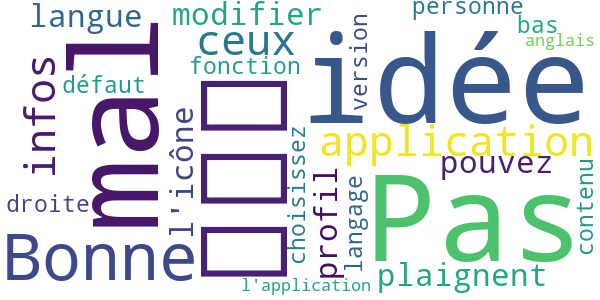 langue
modifier
personne
mal
ceux
idée
bas
anglais
version
infos
défaut
fonction
l'icône
application
pouvez
droite
choisissez
profil
langage
Pas
contenu
Bonne
plaignent
l'application